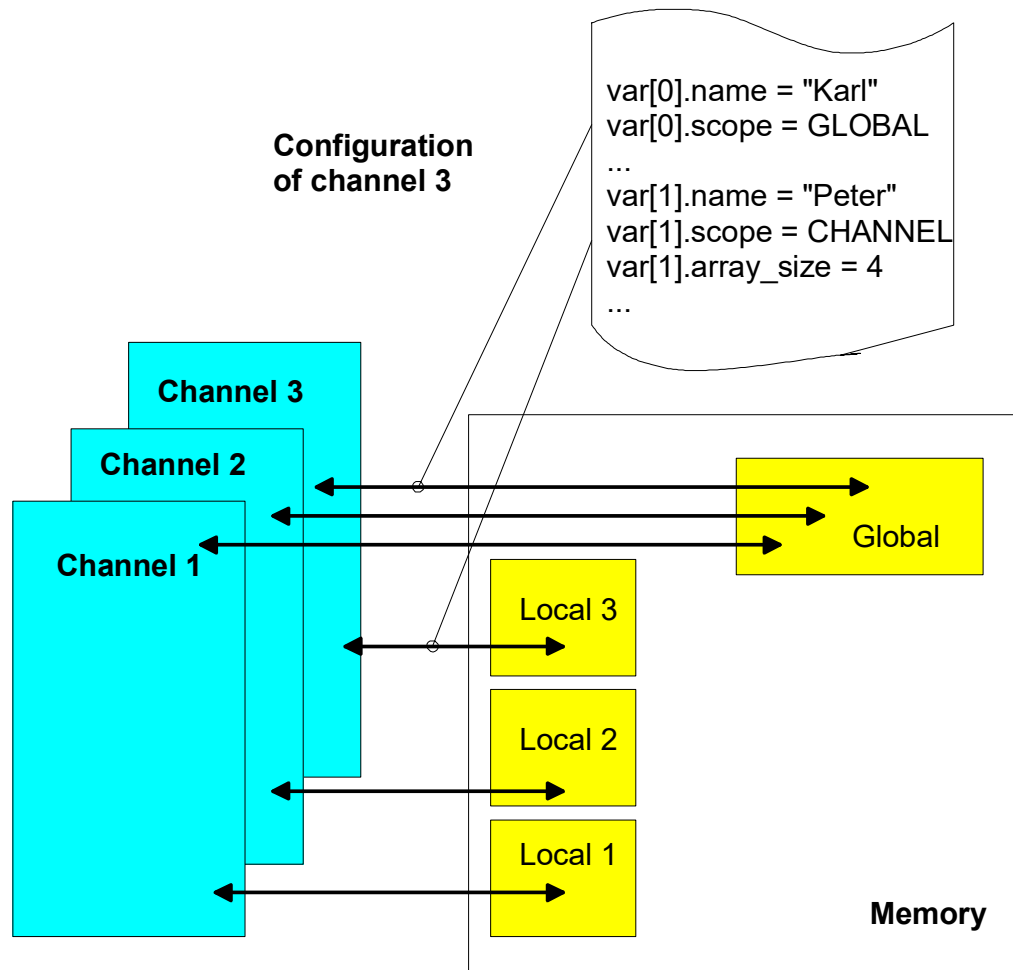 var[0].name = "Karl"
var[0].scope = GLOBAL
...
var[1].name = "Peter"
var[1].scope = CHANNEL
var[1].array_size = 4
...
Configuration
of channel 3
Channel 3
Channel 2
Channel 1
Global
Local 3
Local 2
Local 1
Memory